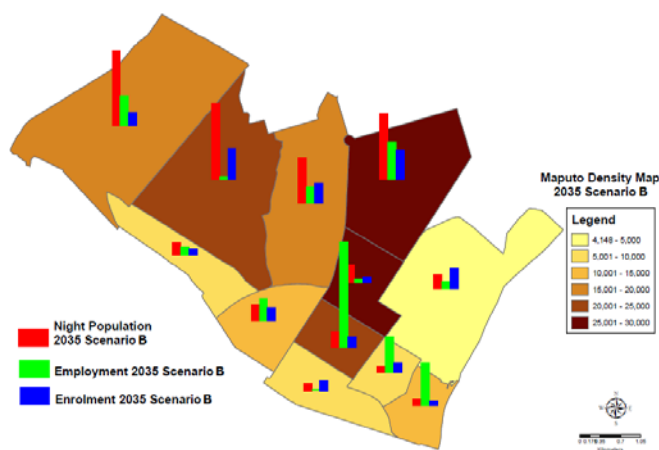 Maputo Density Map
2035 Scenario B
Legend
4,148 - 5,000
5,001 - 10,000
10,001 - 15,000
15,001 - 20,000
20,001 - 25,000
25,001 - 30,000
Night Population
2035 Scenario B
Employment 2035 Scenario B
Enrolment 2035 Scenario B
N
S